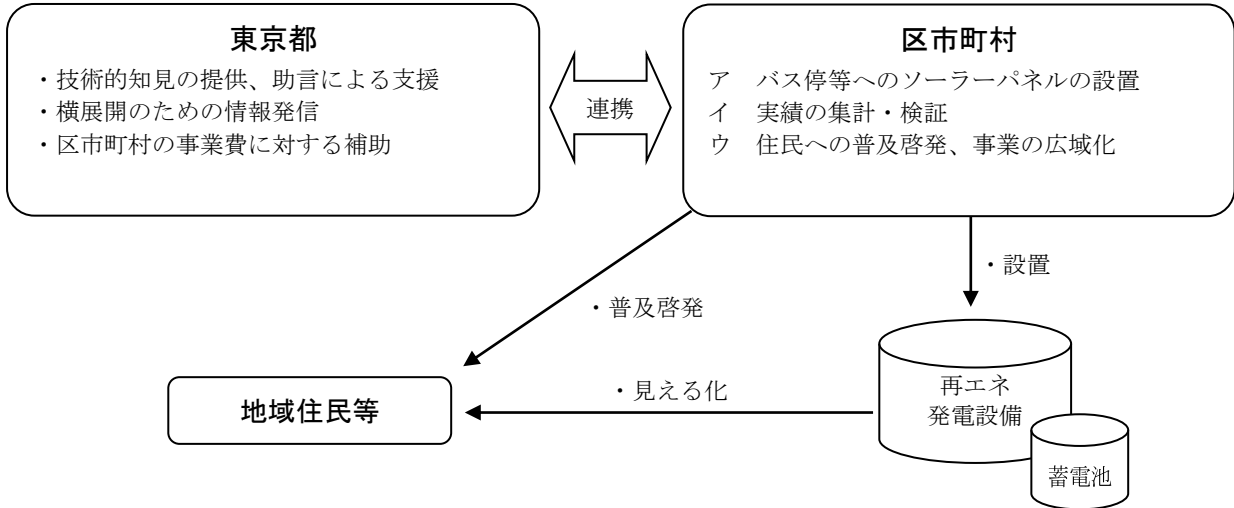 東京都
・技術的知見の提供、助言による支援
・横展開のための情報発信
・区市町村の事業費に対する補助
連携
区市町村
ア　バス停等へのソーラーパネルの設置
イ　実績の集計・検証
ウ　住民への普及啓発、事業の広域化
・設置
・普及啓発
・見える化
地域住民等
再エネ
発電設備
蓄電池